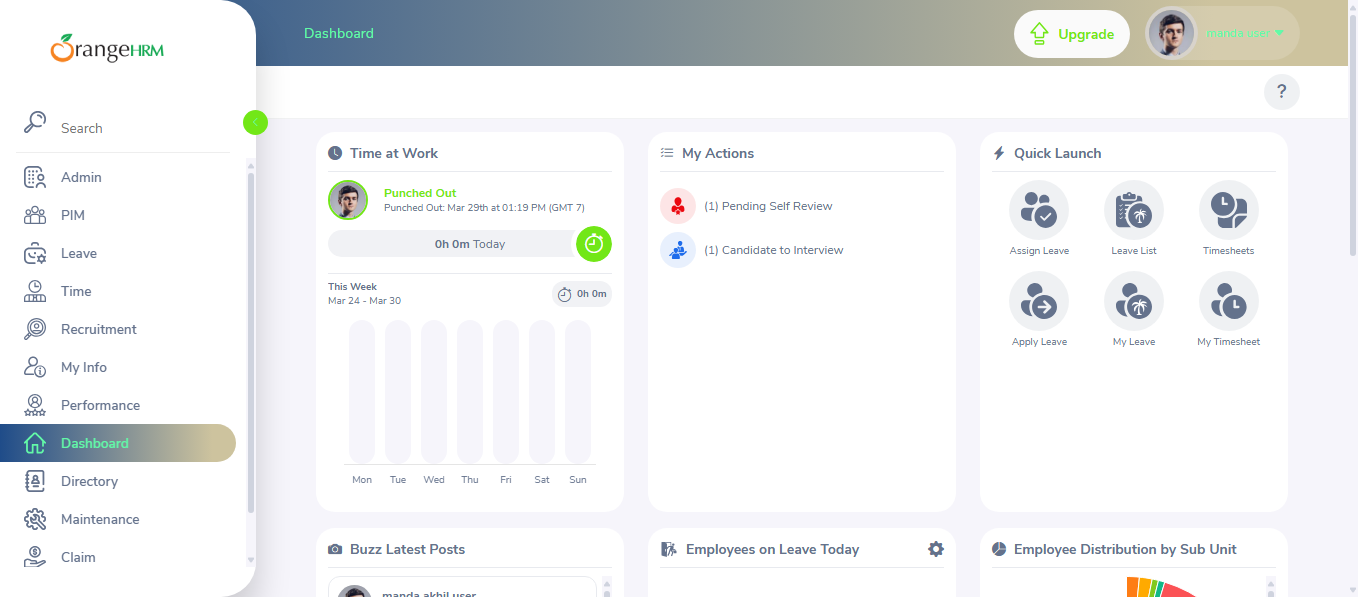 OrangeHRM
Search
Admin
PIM
Leave
Time
Recruitment
My Info
Performance
Dashboard
Directory
Maintenance
Claim
Dashboard
Upgrade
manda user
?
Time at Work
Punched Out
Punched Out: Mar 29th at 01:19 PM (GMT 7)
0h 0m Today
This Week
Mar 24 - Mar 30
0h 0m
Mon Tue Wed Thu Fri Sat Sun
My Actions
(1) Pending Self Review
(1) Candidate to Interview
Quick Launch
Assign Leave Leave List Timesheets
Apply Leave My Leave My Timesheet
Buzz Latest Posts
manda akhil user
Employees on Leave Today
Employee Distribution by Sub Unit